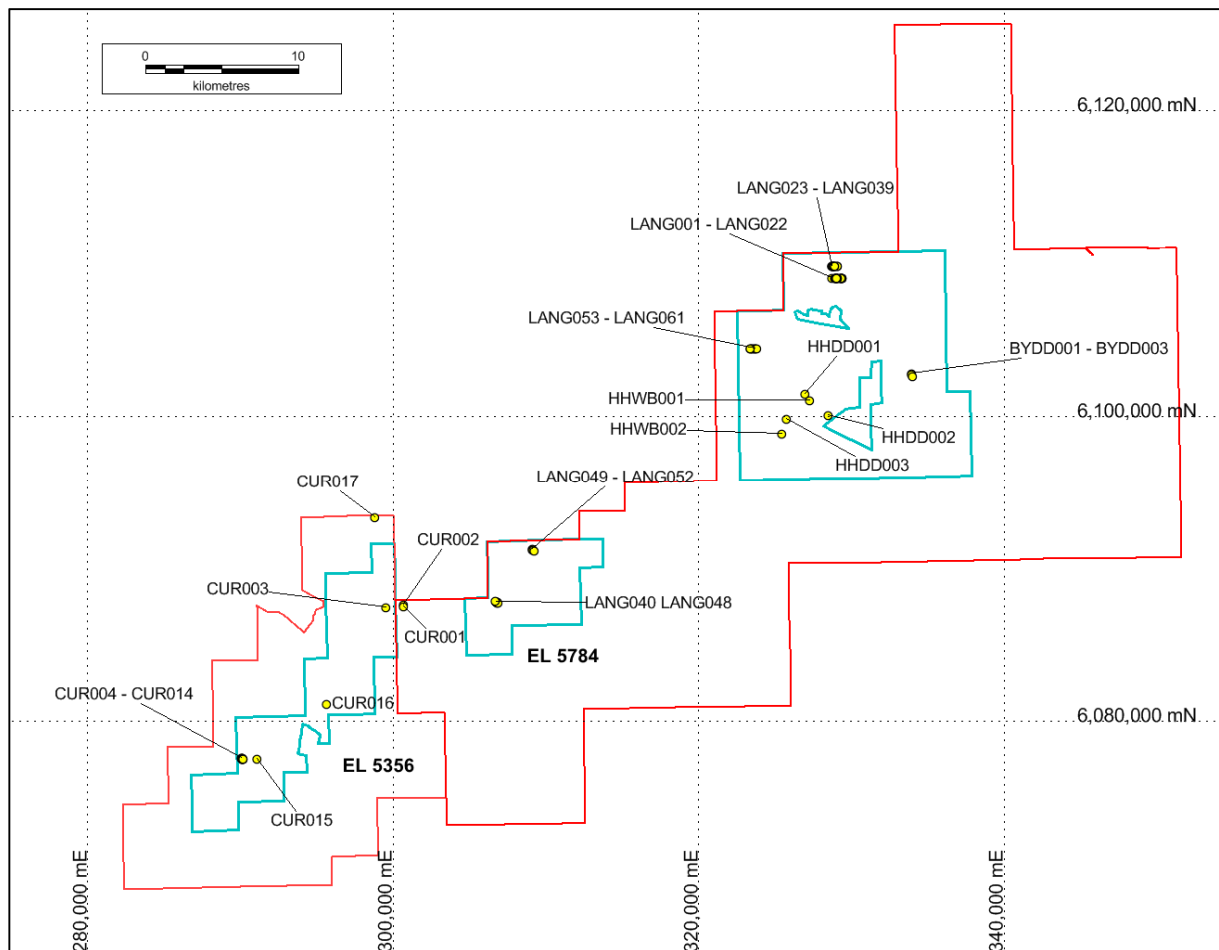 0 10
kilometres
6,120,000 mN
LANG023 - LANG039
LANG001 - LANG022
LANG053 - LANG061
HHDD001
BYDD001 - BYDD003
HHWB001
6,100,000 mN
HHWB002
HHDD002
HHDD003
LANG049 - LANG052
CUR017
CUR002
CUR003
LANG040 LANG048
CUR001
EL 5784
CUR004 - CUR014
CUR016
6,080,000 mN
EL 5356
CUR015
280,000 mE
300,000 mE
320,000 mE
340,000 mE